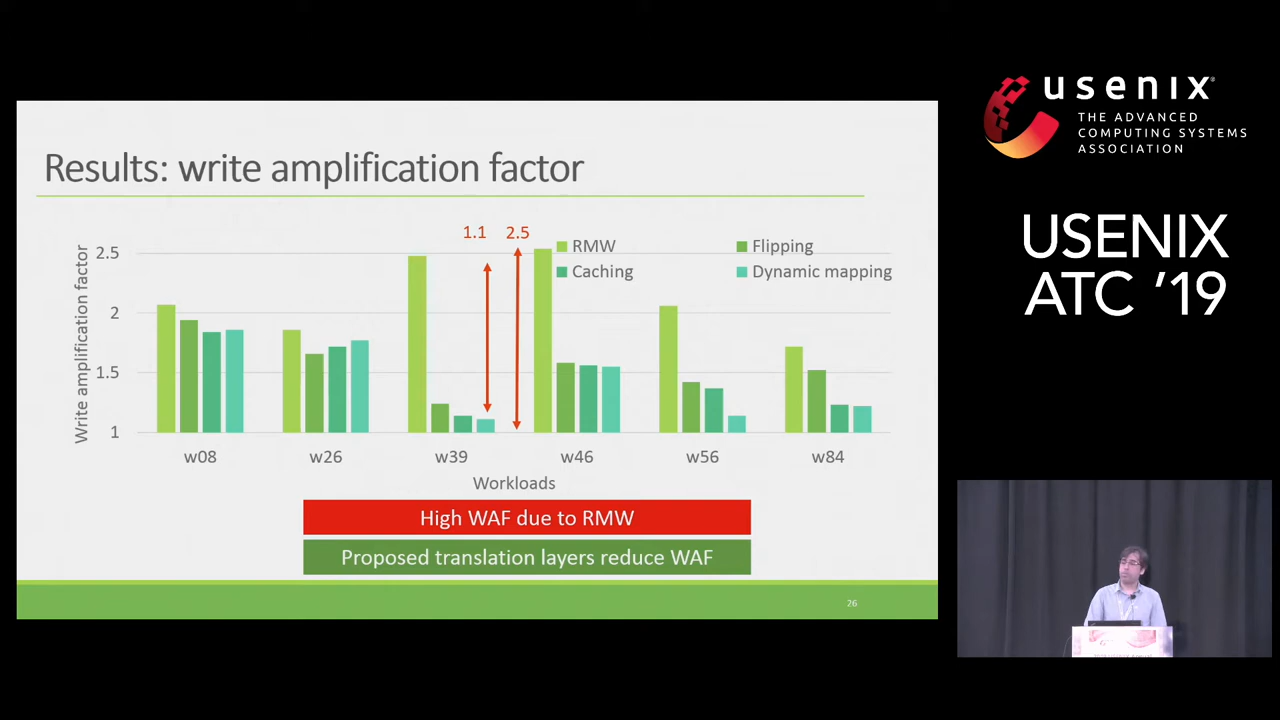 Results: write amplification factor
1.1 2.5
RMW
Flipping
Caching
Dynamic mapping
Write amplification factor
2.5
2
1.5
1
w08 w26 w39 w46 w56 w84
Workloads
High WAF due to RMW
Proposed translation layers reduce WAF
26
usenix
THE ADVANCED
COMPUTING SYSTEMS
ASSOCIATION
USENIX
ATC '19